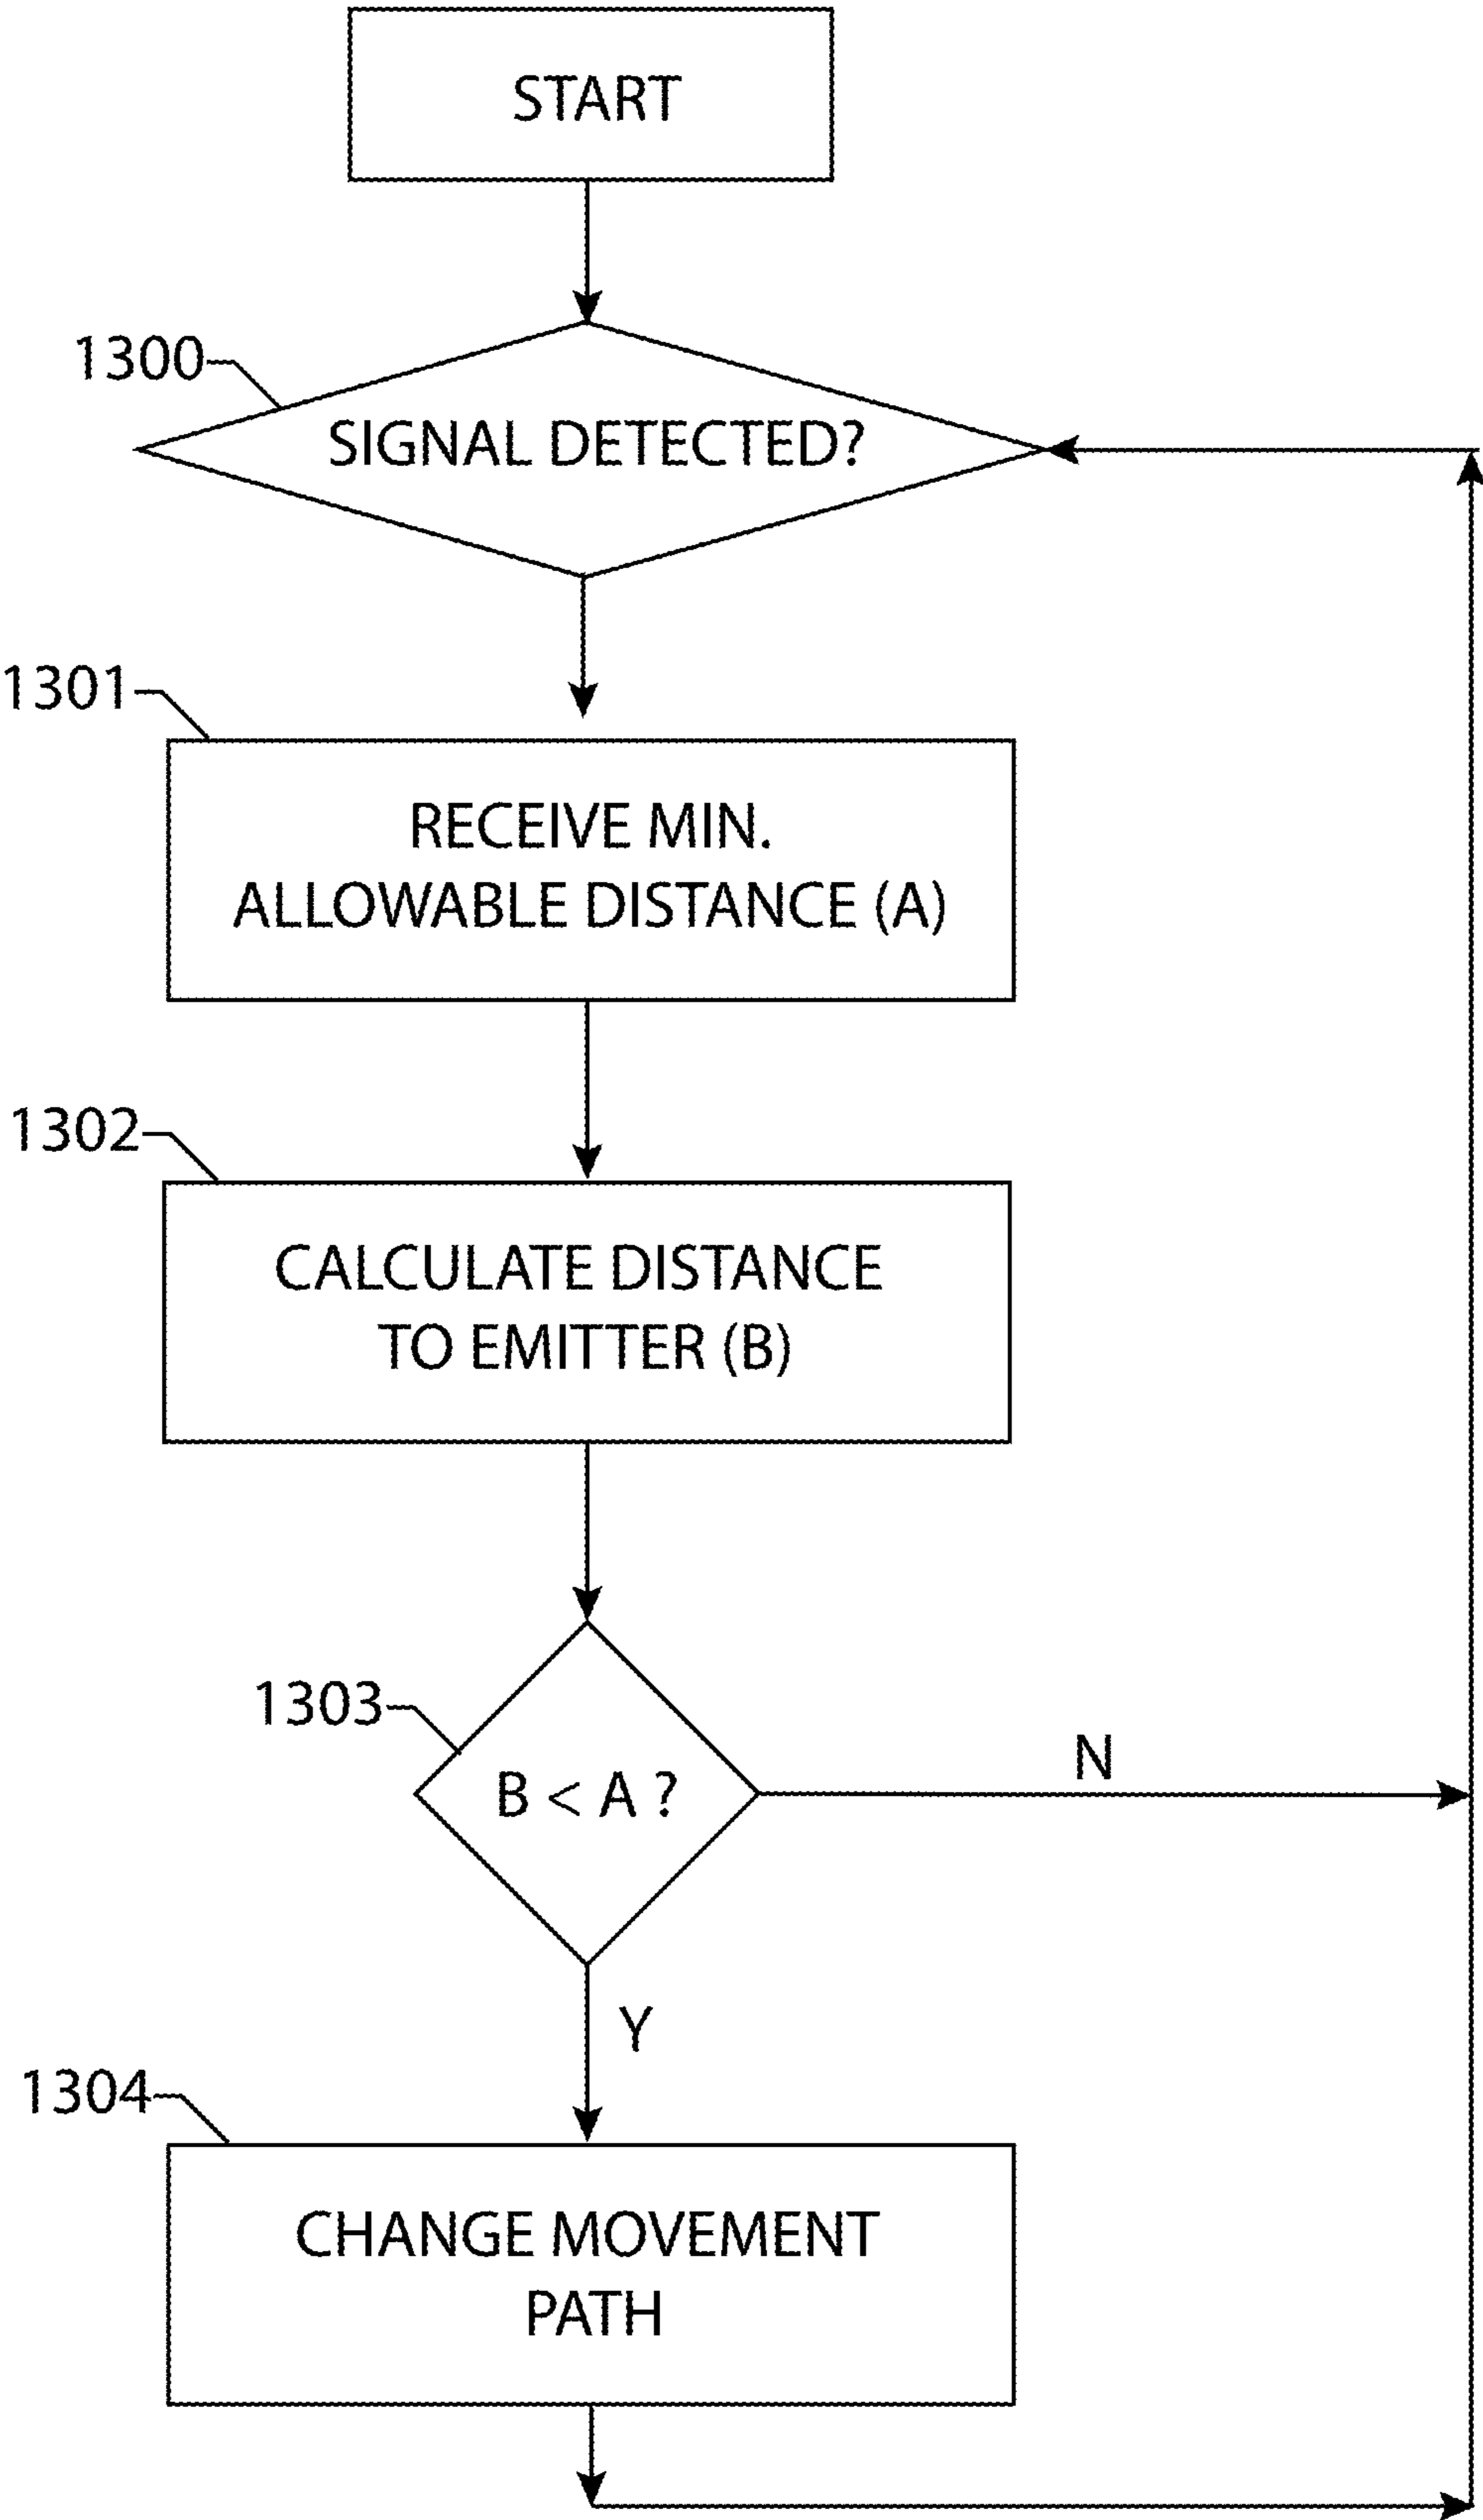 START
1300
SIGNAL DETECTED?
1301
RECEIVE MIN.
ALLOWABLE DISTANCE (A)
1302
CALCULATE DISTANCE
TO EMITTER (B)
1303
B < A ?
N
Y
1304
CHANGE MOVEMENT
PATH